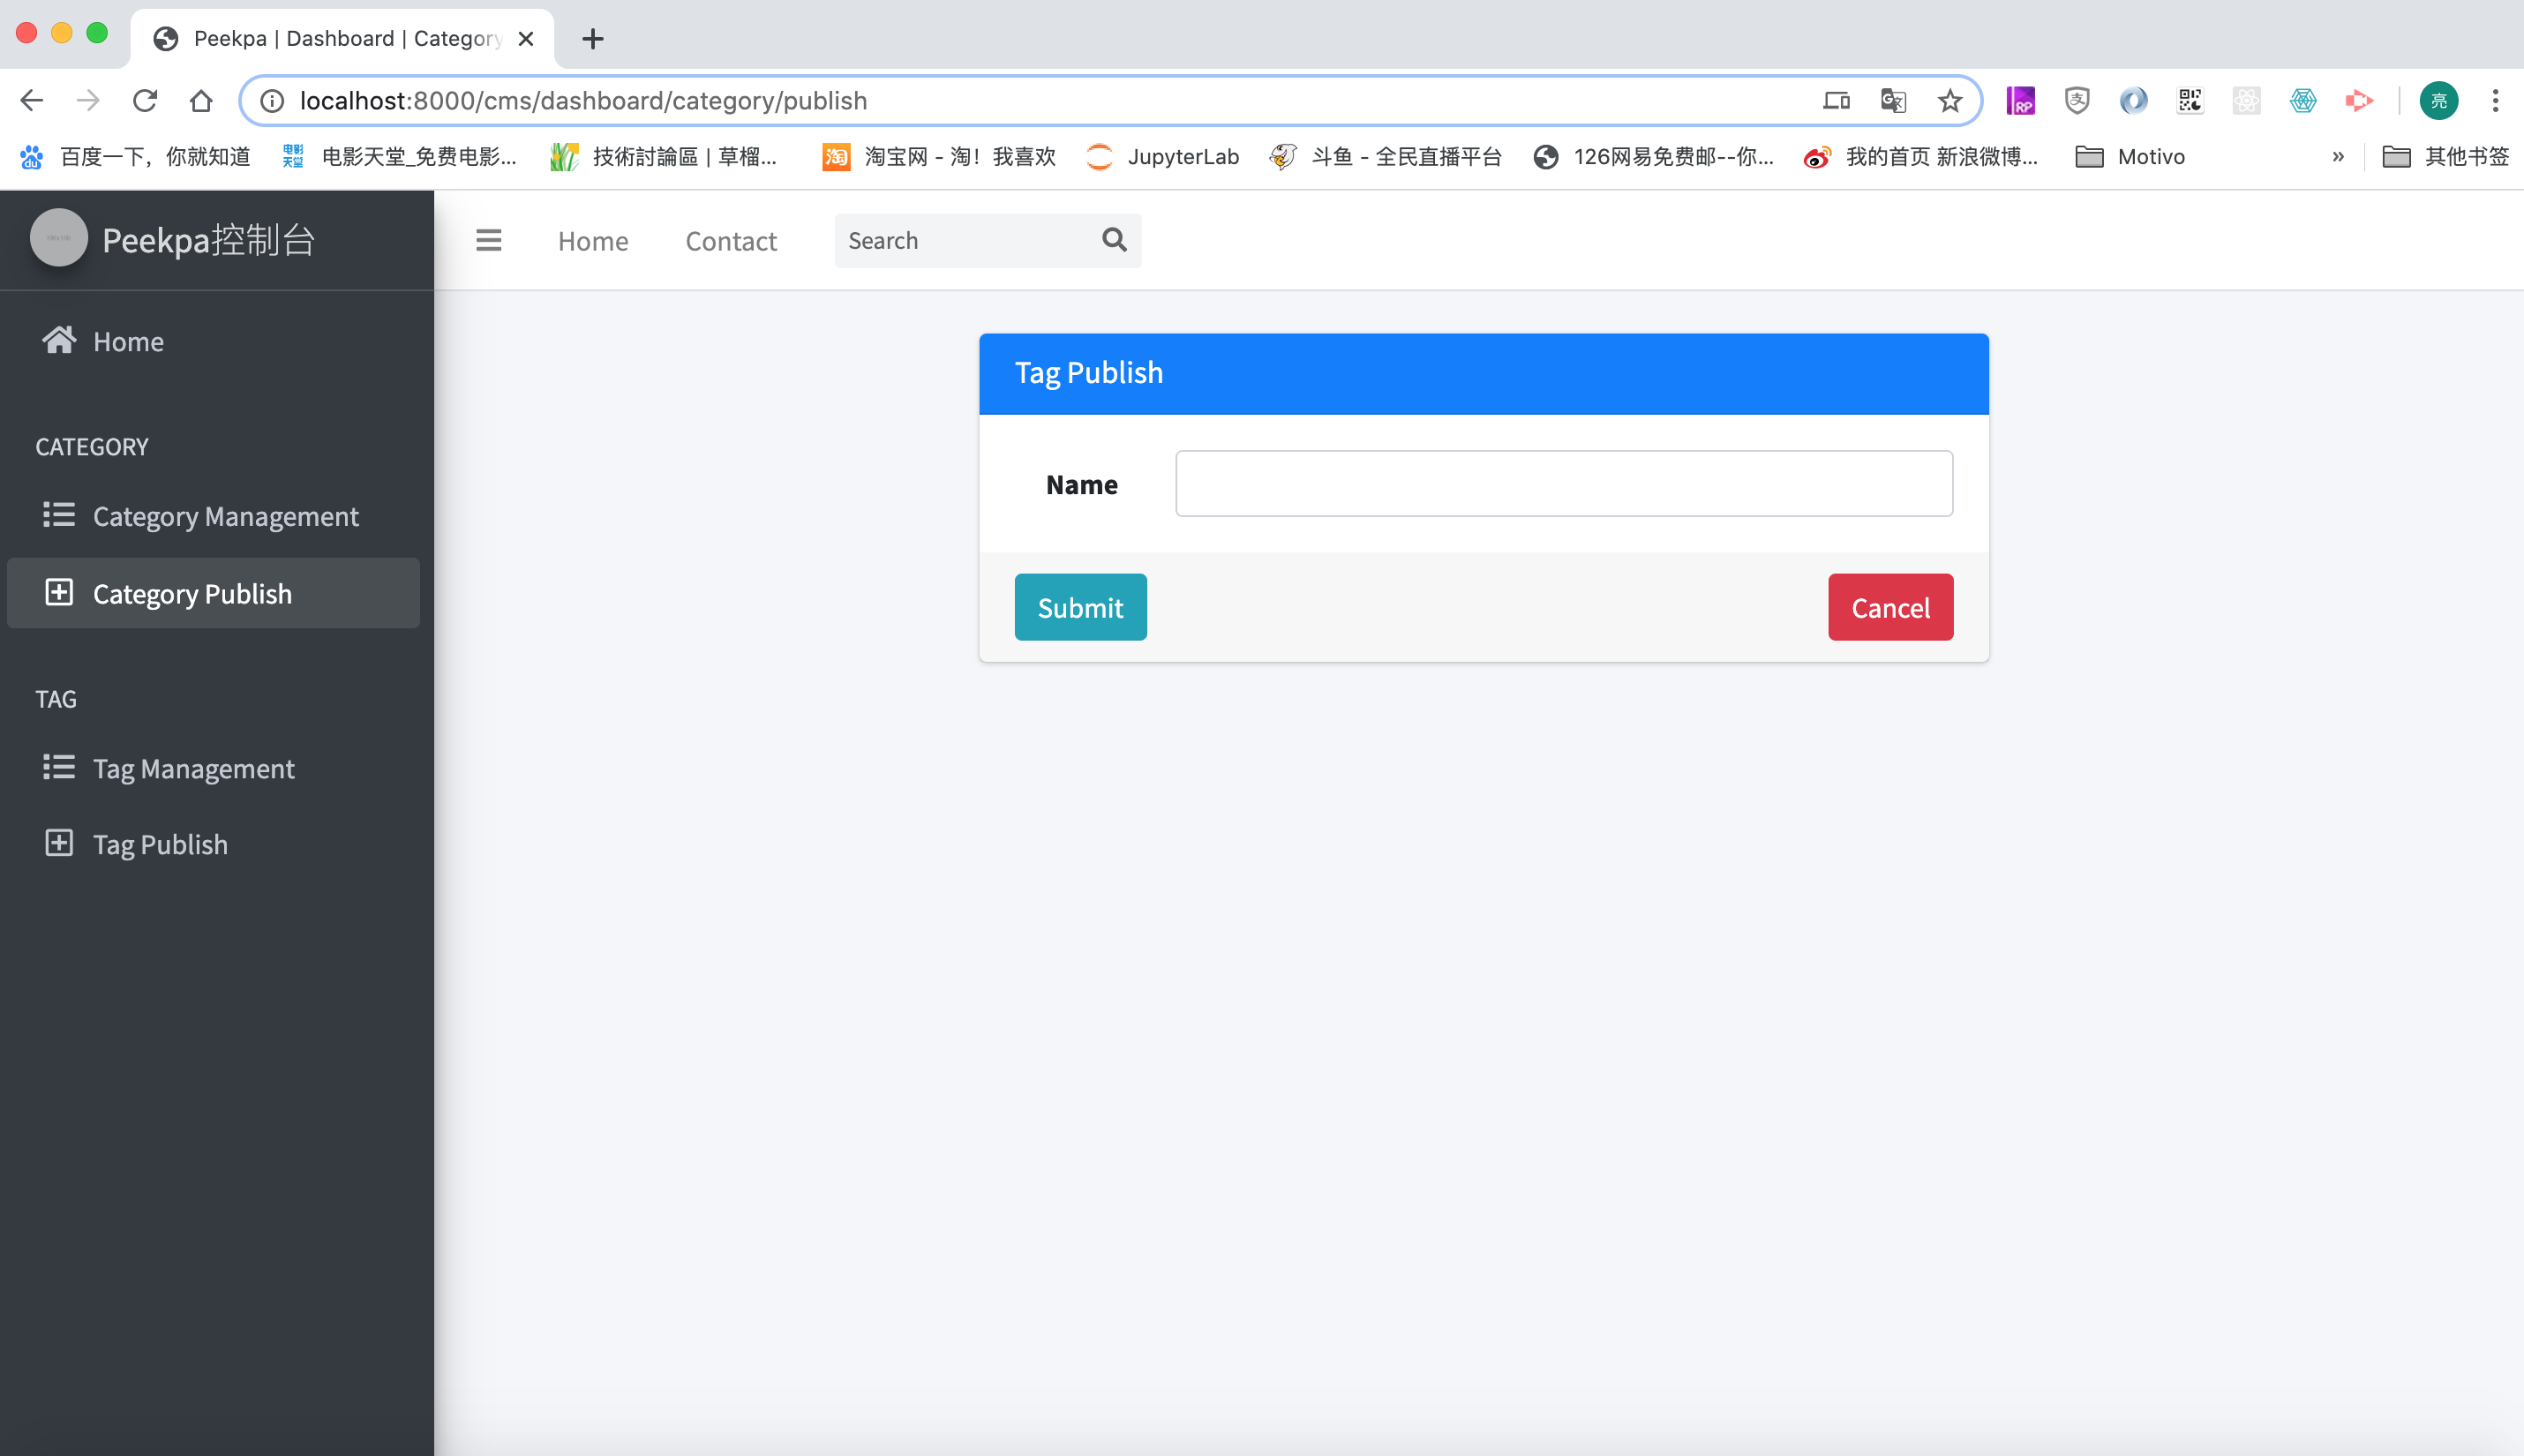 Peekpa | Dashboard | Category
localhost:8000/cms/dashboard/category/publish
亮
百度一下，你就知道
电影天堂_免费电影...
技術討論區 | 草榴...
淘宝网 - 淘！我喜欢
JupyterLab
斗鱼 - 全民直播平台
126网易免费邮--你...
我的首页 新浪微博...
Motivo
»
其他书签
Peekpa控制台
Home
Contact
Search
Home
CATEGORY
Category Management
Category Publish
TAG
Tag Management
Tag Publish
Tag Publish
Name
Submit
Cancel